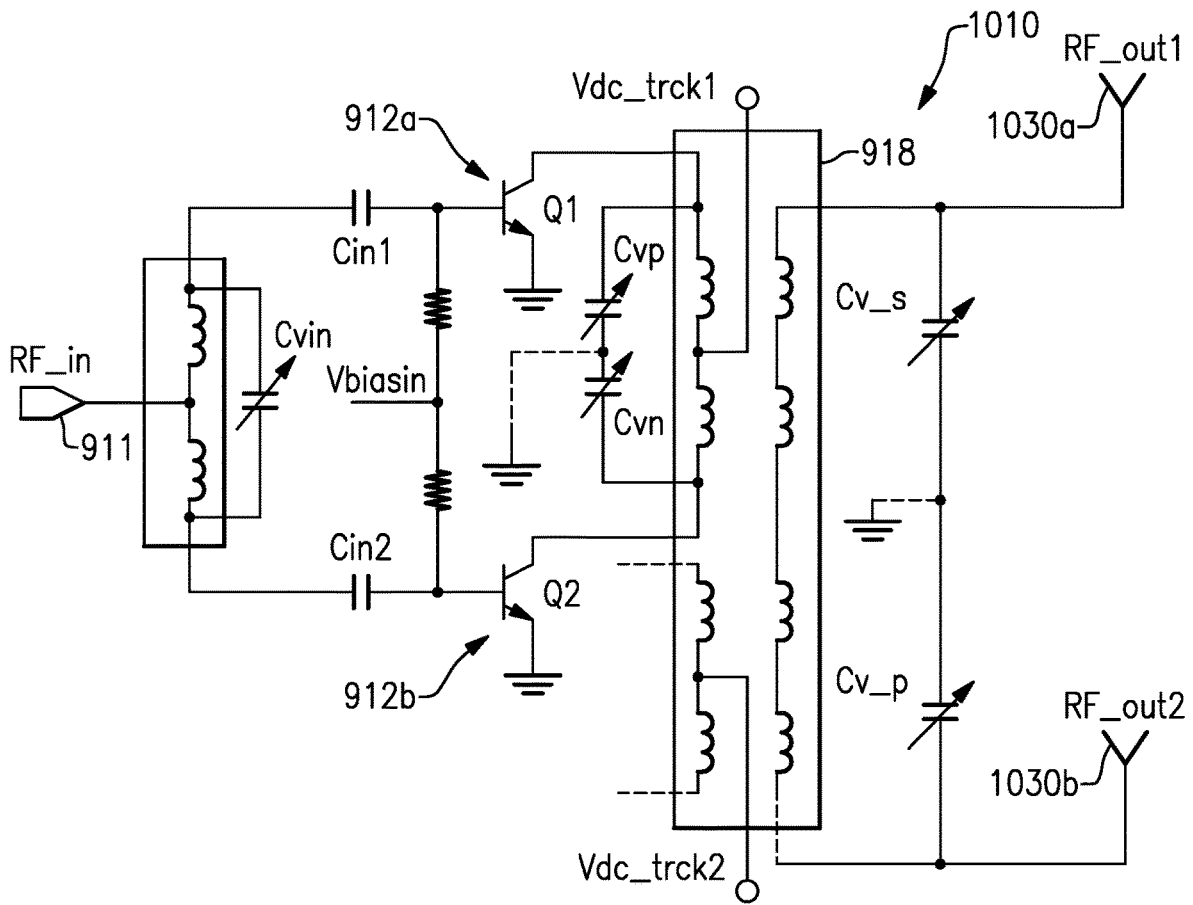 1010
RF_out1
Vdc_trck1
912a
1030a
918
Q1
Cin1
Cvp
Cv_s
Cvin
RF_in
Vbiasin
Cvn
911
Cin2
Q2
912b
Cv_p
RF_out2
1030b
Vdc_trck2